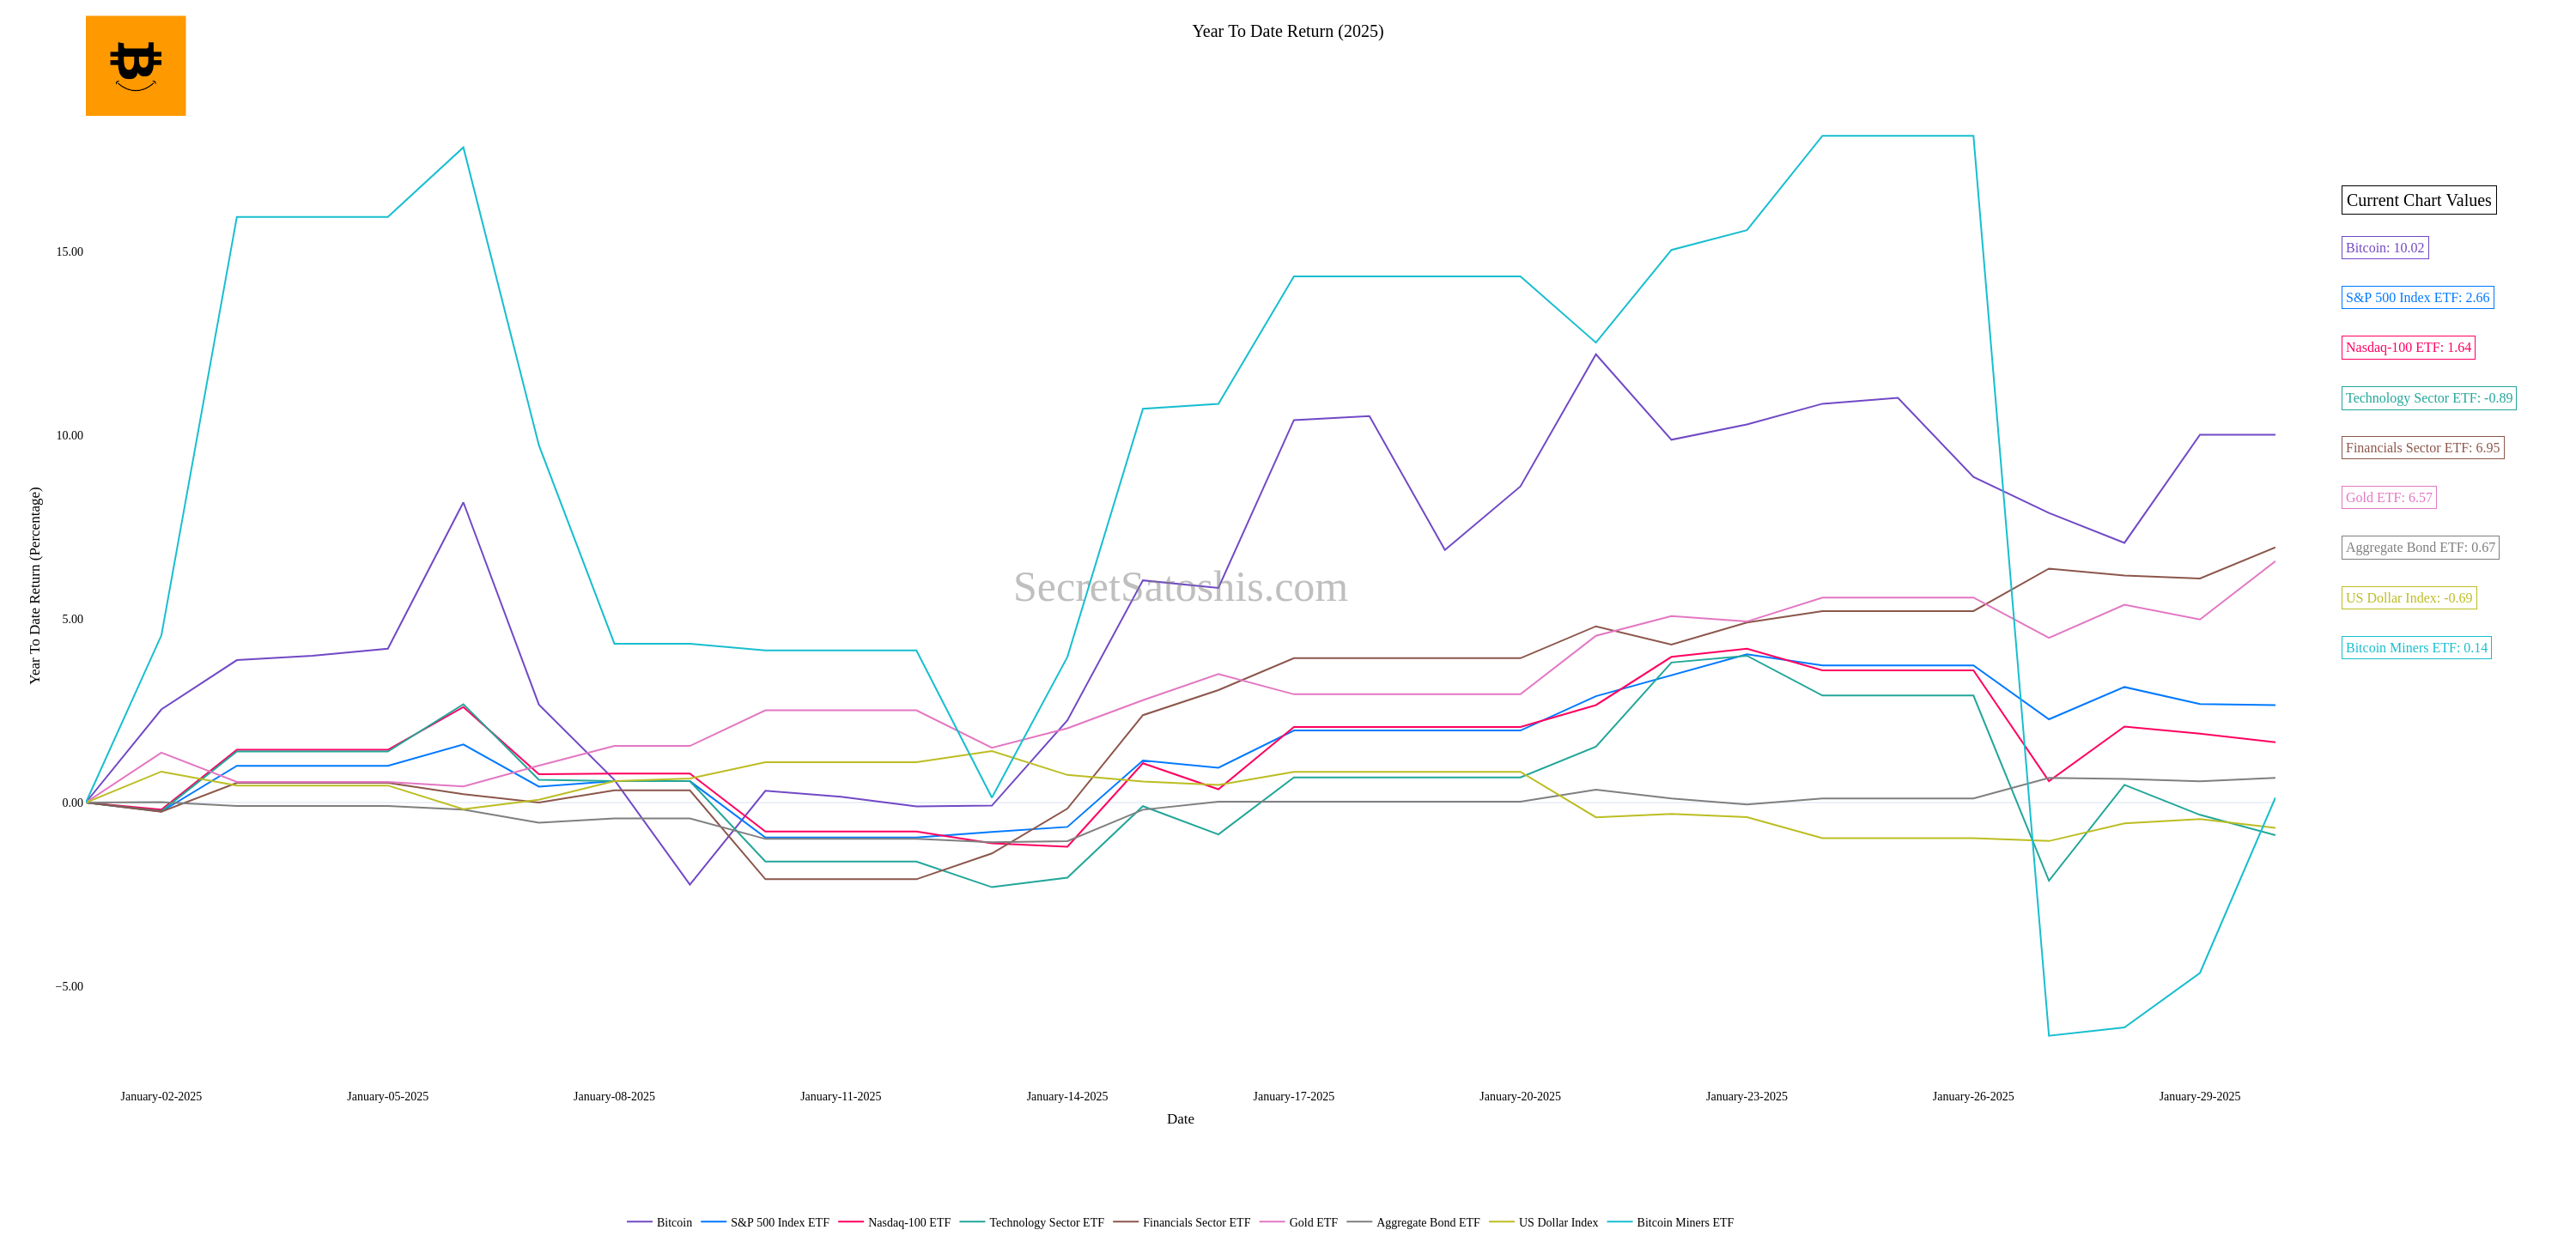 Year To Date Return (2025)
Current Chart Values
15.00
Bitcoin: 10.02
S&P 500 Index ETF: 2.66
Nasdaq-100 ETF: 1.64
Technology Sector ETF: -0.89
10.00
Financials Sector ETF: 6.95
Gold ETF: 6.57
Aggregate Bond ETF: 0.67
Year To Date Return (Percentage)
SecretSatoshis.com
US Dollar Index: -0.69
5.00
Bitcoin Miners ETF: 0.14
0.00
−5.00
January-02-2025 January-05-2025 January-08-2025 January-11-2025 January-14-2025 January-17-2025 January-20-2025 January-23-2025 January-26-2025 January-29-2025
Date
Bitcoin S&P 500 Index ETF Nasdaq-100 ETF Technology Sector ETF Financials Sector ETF Gold ETF Aggregate Bond ETF US Dollar Index Bitcoin Miners ETF